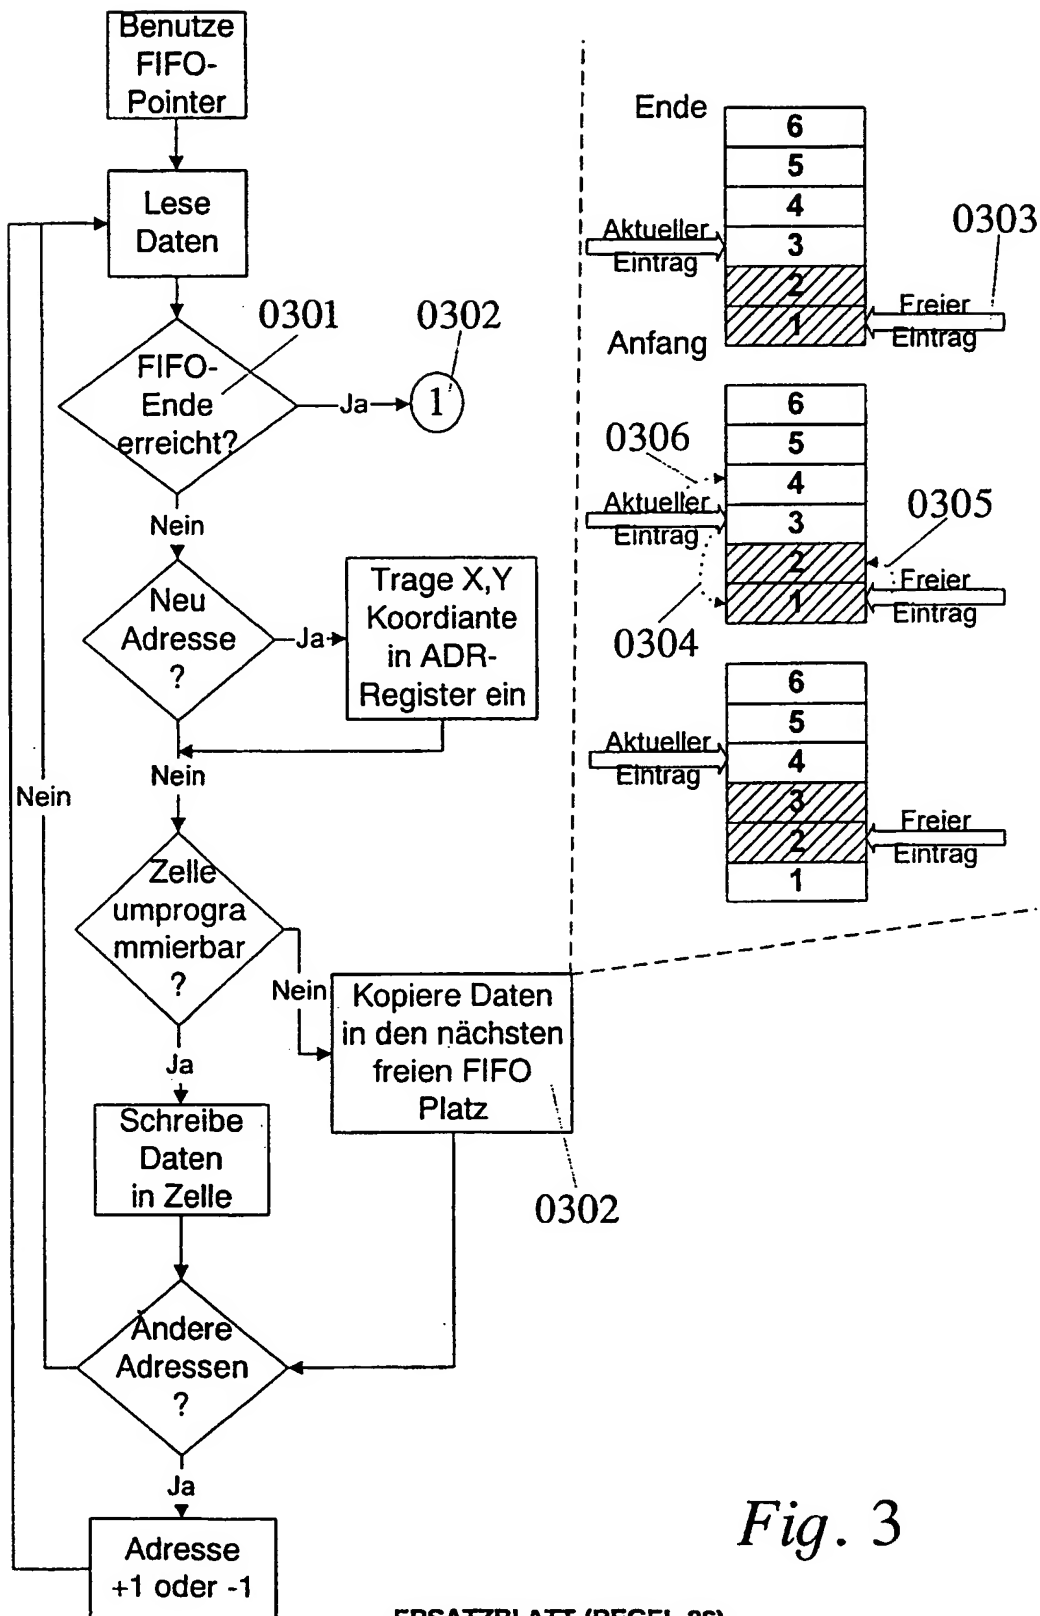 Benutze
FIFO-
Pointer
Lese
Daten
0301
0302
FIFO-
Ende
erreicht?
Ja
1
Nein
Neu
Adresse
?
Ja
Trage X,Y
Koordiante
in ADR-
Register ein
Nein
Nein
Zelle
umprogra
mmierbar
?
Nein
Kopiere Daten
in den nächsten
freien FIFO
Platz
0302
Ja
Schreibe
Daten
in Zelle
Ändere
Adressen
?
Ja
Adresse
+1 oder -1
Ende
6
5
4
3
2
1
Aktueller
Eintrag
0303
Freier
Eintrag
Anfang
6
5
4
3
2
1
0306
Aktueller
Eintrag
0305
Freier
Eintrag
0304
6
5
4
3
2
1
Aktueller
Eintrag
Freier
Eintrag
Fig. 3
ERSATZBLATT (REGEL 26)